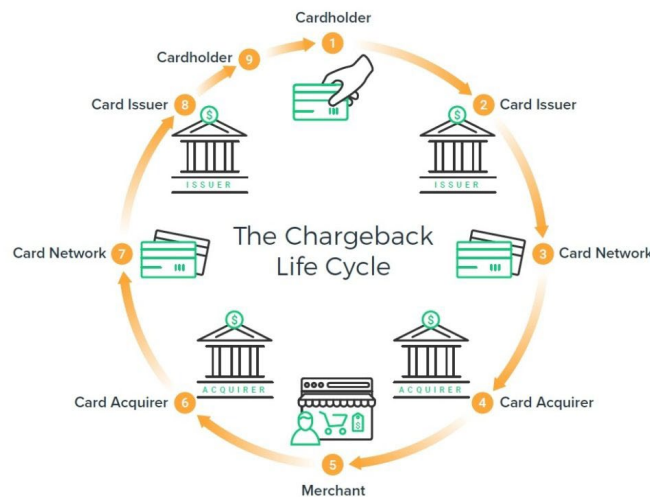 Cardholder
1
Cardholder
9
Card Issuer
8
2
Card Issuer
$
ISSUER
$
ISSUER
The Chargeback
Life Cycle
Card Network
7
3
Card Network
$
ACQUIRER
$
ACQUIRER
Card Acquirer
6
4
Card Acquirer
$
5
Merchant